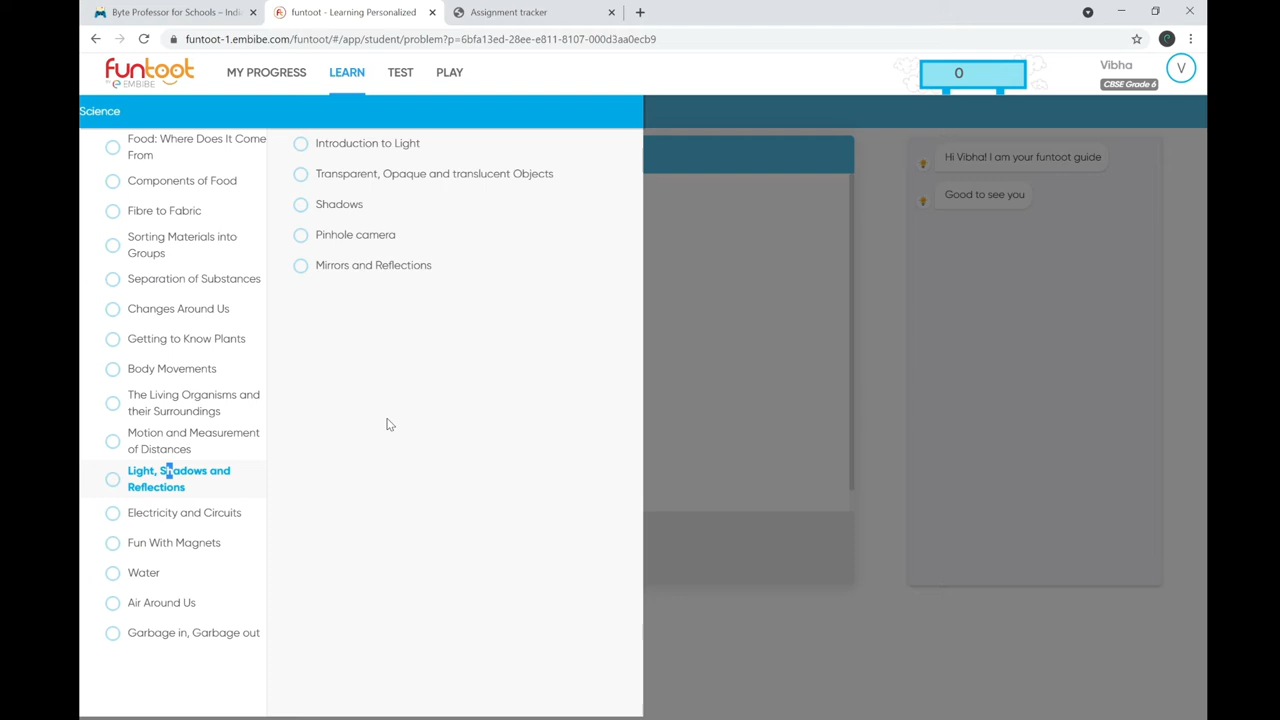 Byte Professor for Schools – Indi
funtoot - Learning Personalized
Assignment tracker
funtoot-1.embibe.com/funtoot/#/app/student/problem?p=6bfa13ed-28ee-e811-8107-000d3aa0ecb9
funtoot
BY EMBIBE
MY PROGRESS
LEARN
TEST
PLAY
0
Vibha
CBSE Grade 6
V
Science
Food: Where Does It Come
From
Components of Food
Fibre to Fabric
Sorting Materials into
Groups
Separation of Substances
Changes Around Us
Getting to Know Plants
Body Movements
The Living Organisms and
their Surroundings
Motion and Measurement
of Distances
Light, Shadows and
Reflections
Electricity and Circuits
Fun With Magnets
Water
Air Around Us
Garbage in, Garbage out
Introduction to Light
Transparent, Opaque and translucent Objects
Shadows
Pinhole camera
Mirrors and Reflections
Hi Vibha! I am your funtoot guide
Good to see you